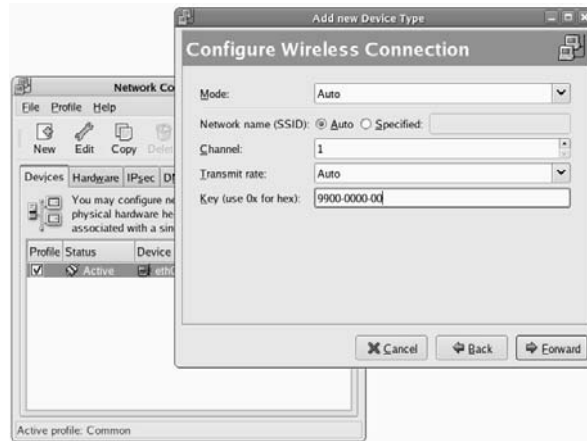 Add new Device Type
Configure Wireless Connection
Mode: Auto
Network name (SSID): Auto Specified:
Channel: 1
Transmit rate: Auto
Key (use 0x for hex): 9900-0000-00
Cancel Back Forward
Network Co
File Profile Help
New Edit Copy Delet
Devices Hardware IPsec
You may configure ne
physical hardware he
associated with a sin
Profile Status Device
Active eth0
Active profile: Common